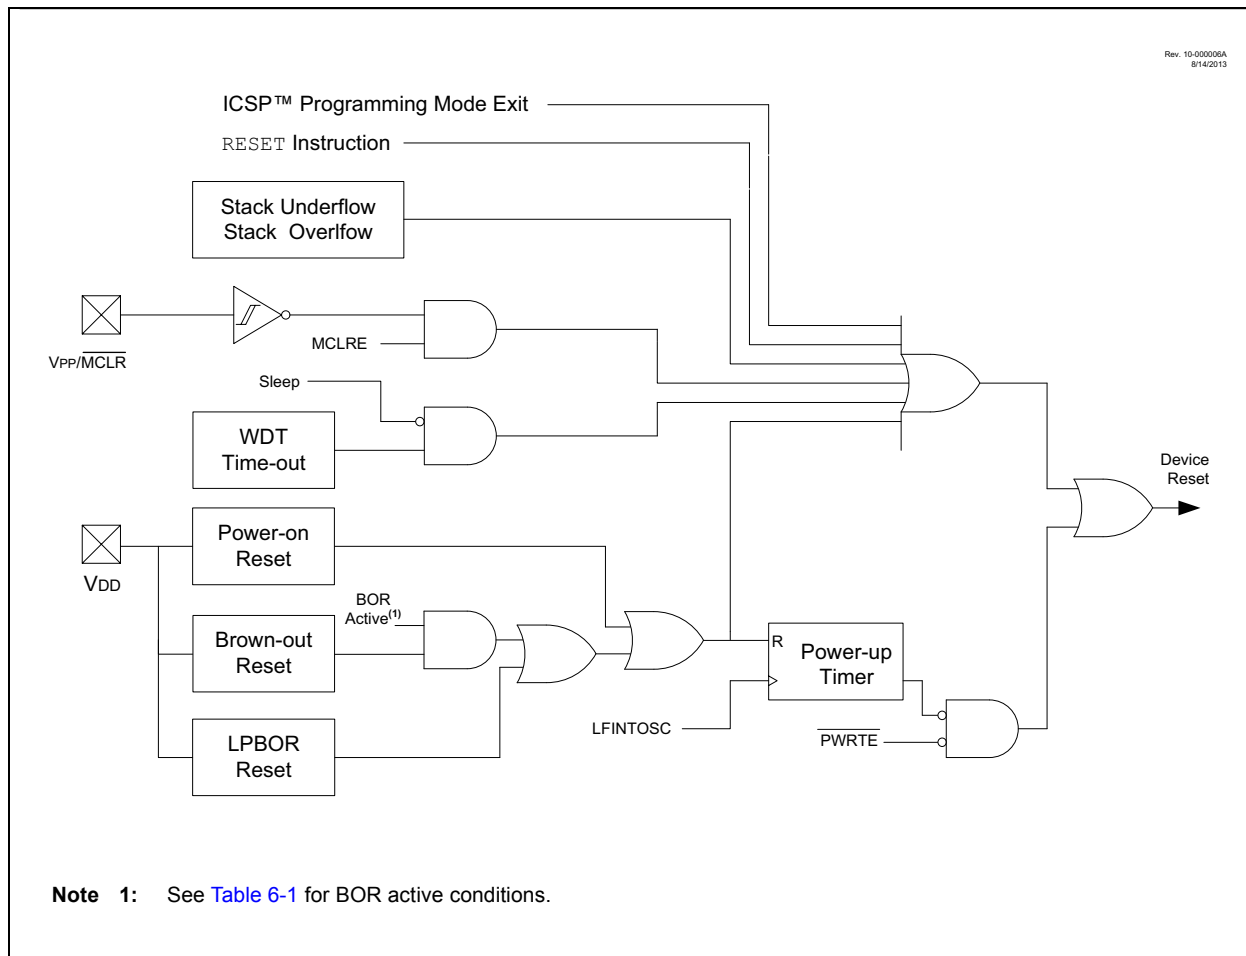 Rev. 10-000006A
8/14/2013
ICSP™ Programming Mode Exit
RESET Instruction
Stack Underflow
Stack Overlfow
VPP/MCLR
MCLRE
Sleep
WDT
Time-out
Device
Reset
VDD
Power-on
Reset
BOR
Active(1)
Brown-out
Reset
R
Power-up
Timer
LFINTOSC
PWRTE
LPBOR
Reset
Note 1: See Table 6-1 for BOR active conditions.